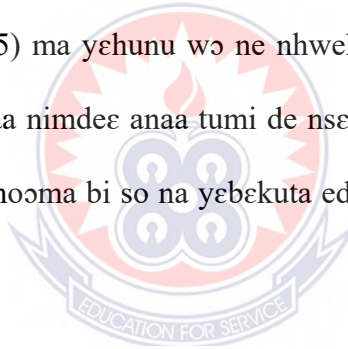 5) ma yɛhunu wɔ ne nhwe
a nimdeɛ anaa tumi de nsɛ
noɔma bi so na yɛbɛkuta ed
EDUCATION FOR SERVICE